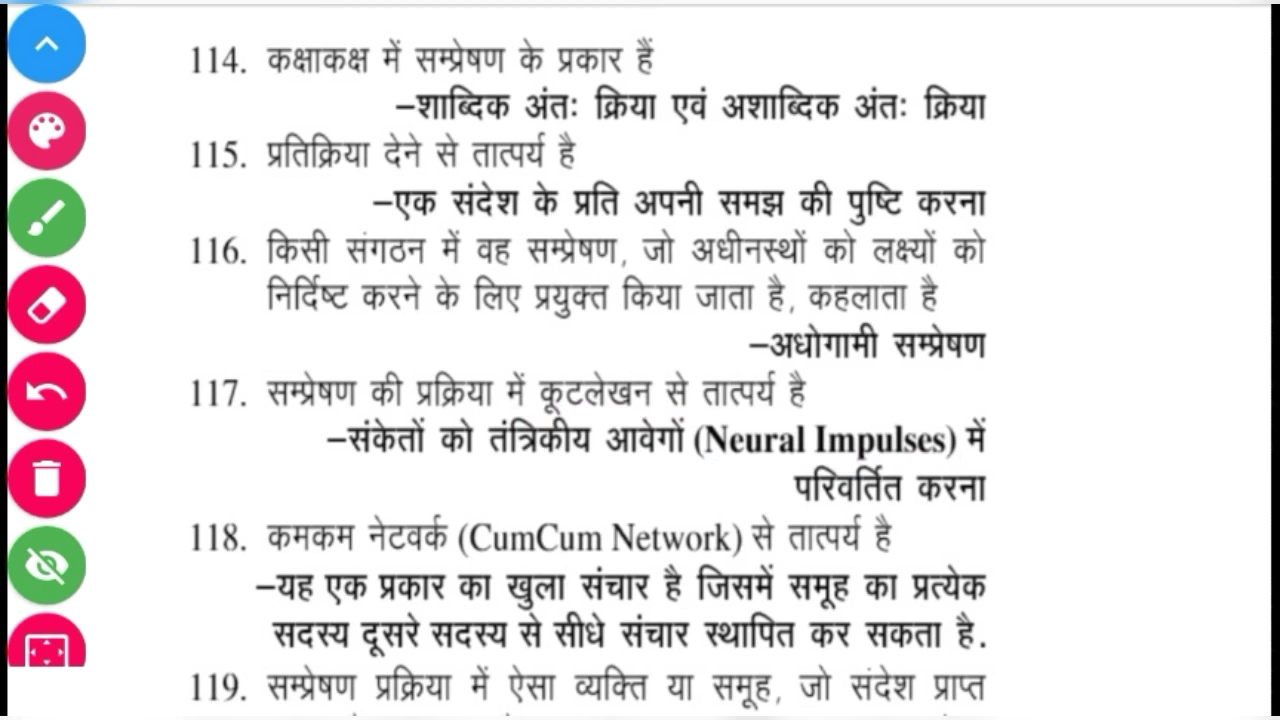 114. कक्षाकक्ष में सम्प्रेषण के प्रकार हैं
–शाब्दिक अंतः क्रिया एवं अशाब्दिक अंतः क्रिया
115. प्रतिक्रिया देने से तात्पर्य है
–एक संदेश के प्रति अपनी समझ की पुष्टि करना
116. किसी संगठन में वह सम्प्रेषण, जो अधीनस्थों को लक्ष्यों को
निर्दिष्ट करने के लिए प्रयुक्त किया जाता है, कहलाता है
–अधोगामी सम्प्रेषण
117. सम्प्रेषण की प्रक्रिया में कूटलेखन से तात्पर्य है
–संकेतों को तंत्रिकीय आवेगों (Neural Impulses) में
परिवर्तित करना
118. कमकम नेटवर्क (CumCum Network) से तात्पर्य है
–यह एक प्रकार का खुला संचार है जिसमें समूह का प्रत्येक
सदस्य दूसरे सदस्य से सीधे संचार स्थापित कर सकता है.
119. सम्प्रेषण प्रक्रिया में ऐसा व्यक्ति या समूह, जो संदेश प्राप्त